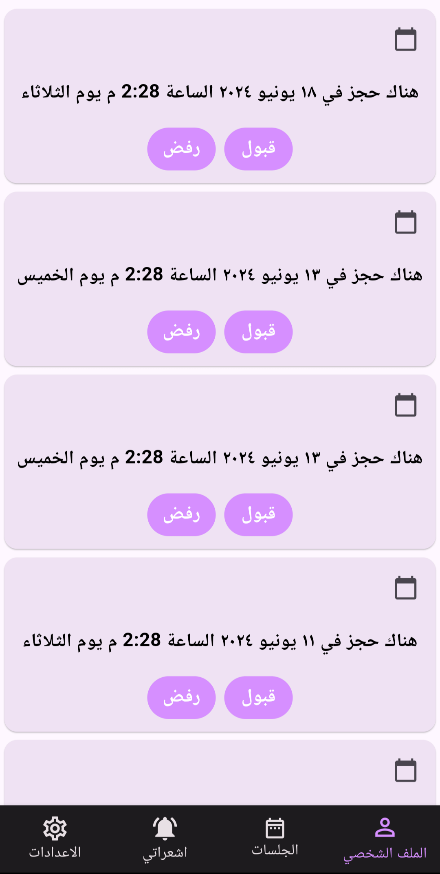 هناك حجز في ١٨ يونيو ٢٠٢٤ الساعة 2:28 م يوم الثلاثاء
قبول رفض
هناك حجز في ١٣ يونيو ٢٠٢٤ الساعة 2:28 م يوم الخميس
قبول رفض
هناك حجز في ١٣ يونيو ٢٠٢٤ الساعة 2:28 م يوم الخميس
قبول رفض
هناك حجز في ١١ يونيو ٢٠٢٤ الساعة 2:28 م يوم الثلاثاء
قبول رفض
الملف الشخصي الجلسات اشعراتي الاعدادات